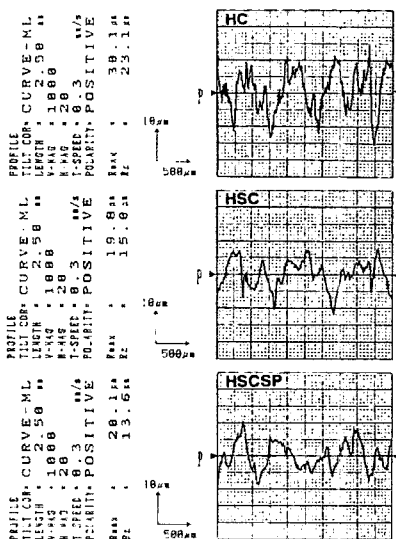 HC
PROFILE
TILT COR= CURVE-ML
LENGTH = 2.50 mm
V-MAG = 1000
H-MAG = 20
T-SPEED= 0.3 mm/s
POLARITY= POSITIVE
Rmax = 30.1 µm
Rz = 23.1 µm
10µm
500µm
P
HSC
PROFILE
TILT COR= CURVE-ML
LENGTH = 2.50 mm
V-MAG = 1000
H-MAG = 20
T-SPEED= 0.3 mm/s
POLARITY= POSITIVE
Rmax = 19.8 µm
Rz = 15.0 µm
10µm
500µm
P
HSCSP
PROFILE
TILT COR= CURVE-ML
LENGTH = 2.50 mm
V-MAG = 1000
H-MAG = 20
T-SPEED= 0.3 mm/s
POLARITY= POSITIVE
Rmax = 20.1 µm
Rz = 13.6 µm
10µm
500µm
P